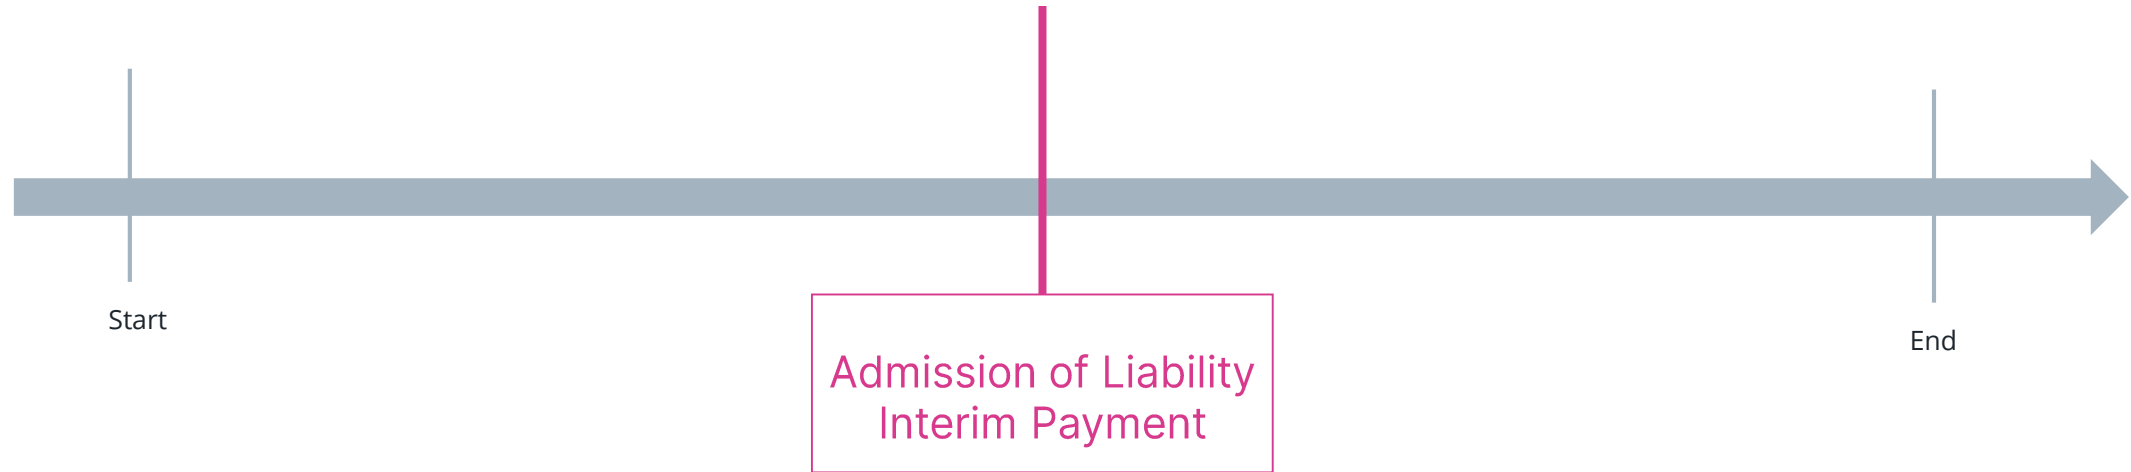 Start
Admission of Liability
Interim Payment
End